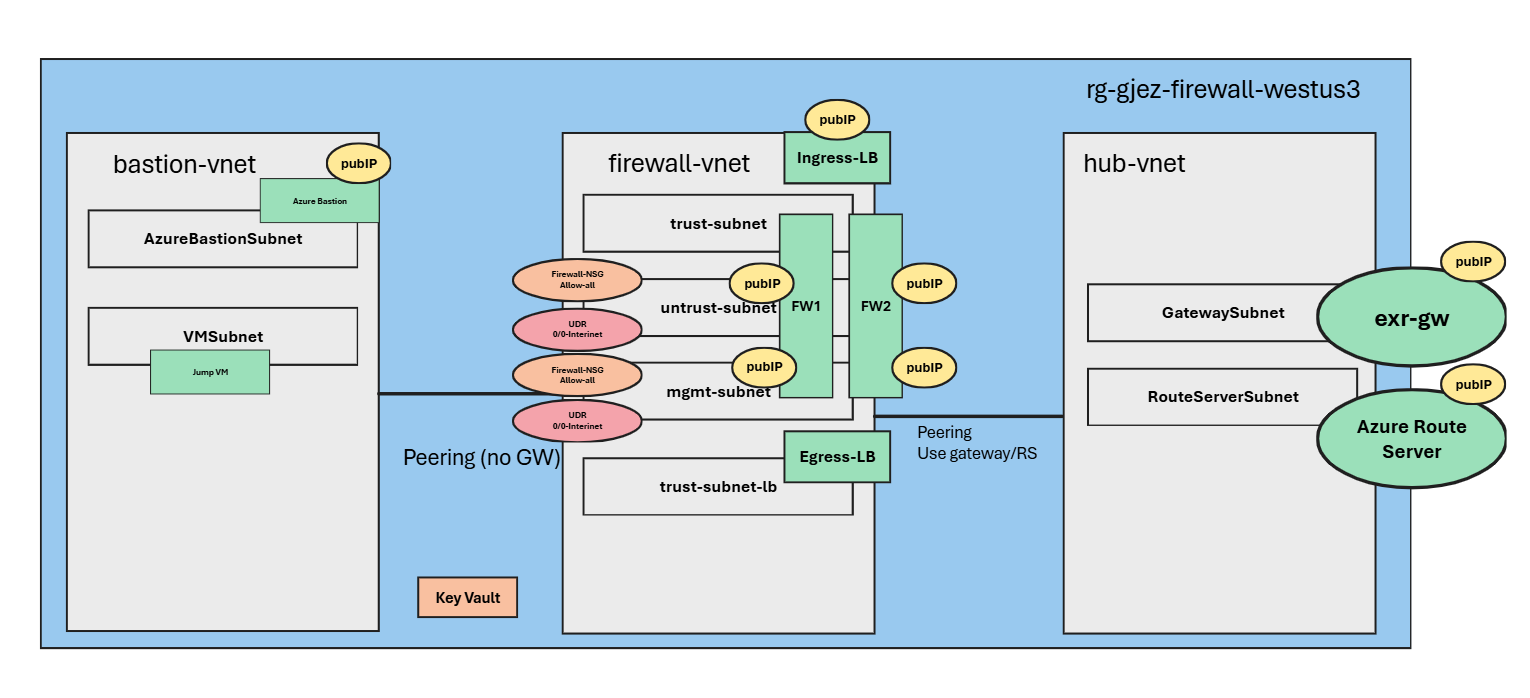 rg-gjez-firewall-westus3
bastion-vnet
pubIP
Azure Bastion
AzureBastionSubnet
VMSubnet
Jump VM
Peering (no GW)
Key Vault
firewall-vnet
pubIP
Ingress-LB
trust-subnet
Firewall-NSG
Allow-all
untrust-subnet
UDR
0/0-Internet
Firewall-NSG
Allow-all
mgmt-subnet
UDR
0/0-Internet
pubIP
pubIP
FW1
FW2
pubIP
pubIP
Egress-LB
trust-subnet-lb
Peering
Use gateway/RS
hub-vnet
GatewaySubnet
pubIP
exr-gw
RouteServerSubnet
pubIP
Azure Route
Server